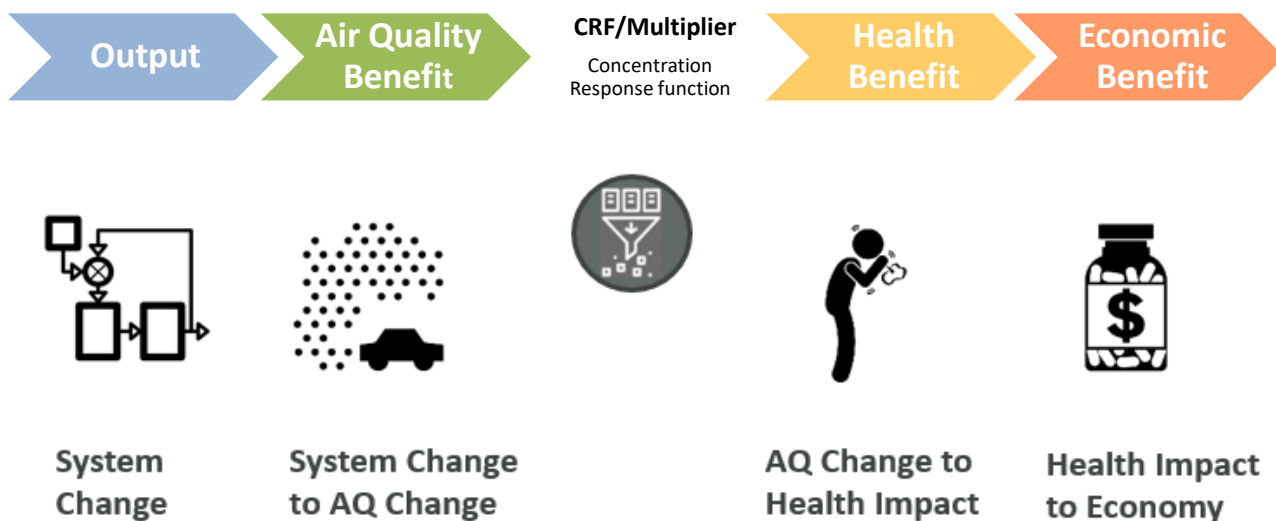 Output
Air Quality
Benefit
CRF/Multiplier
Concentration
Response function
Health
Benefit
Economic
Benefit
$
System
Change
System Change
to AQ Change
AQ Change to
Health Impact
Health Impact
to Economy